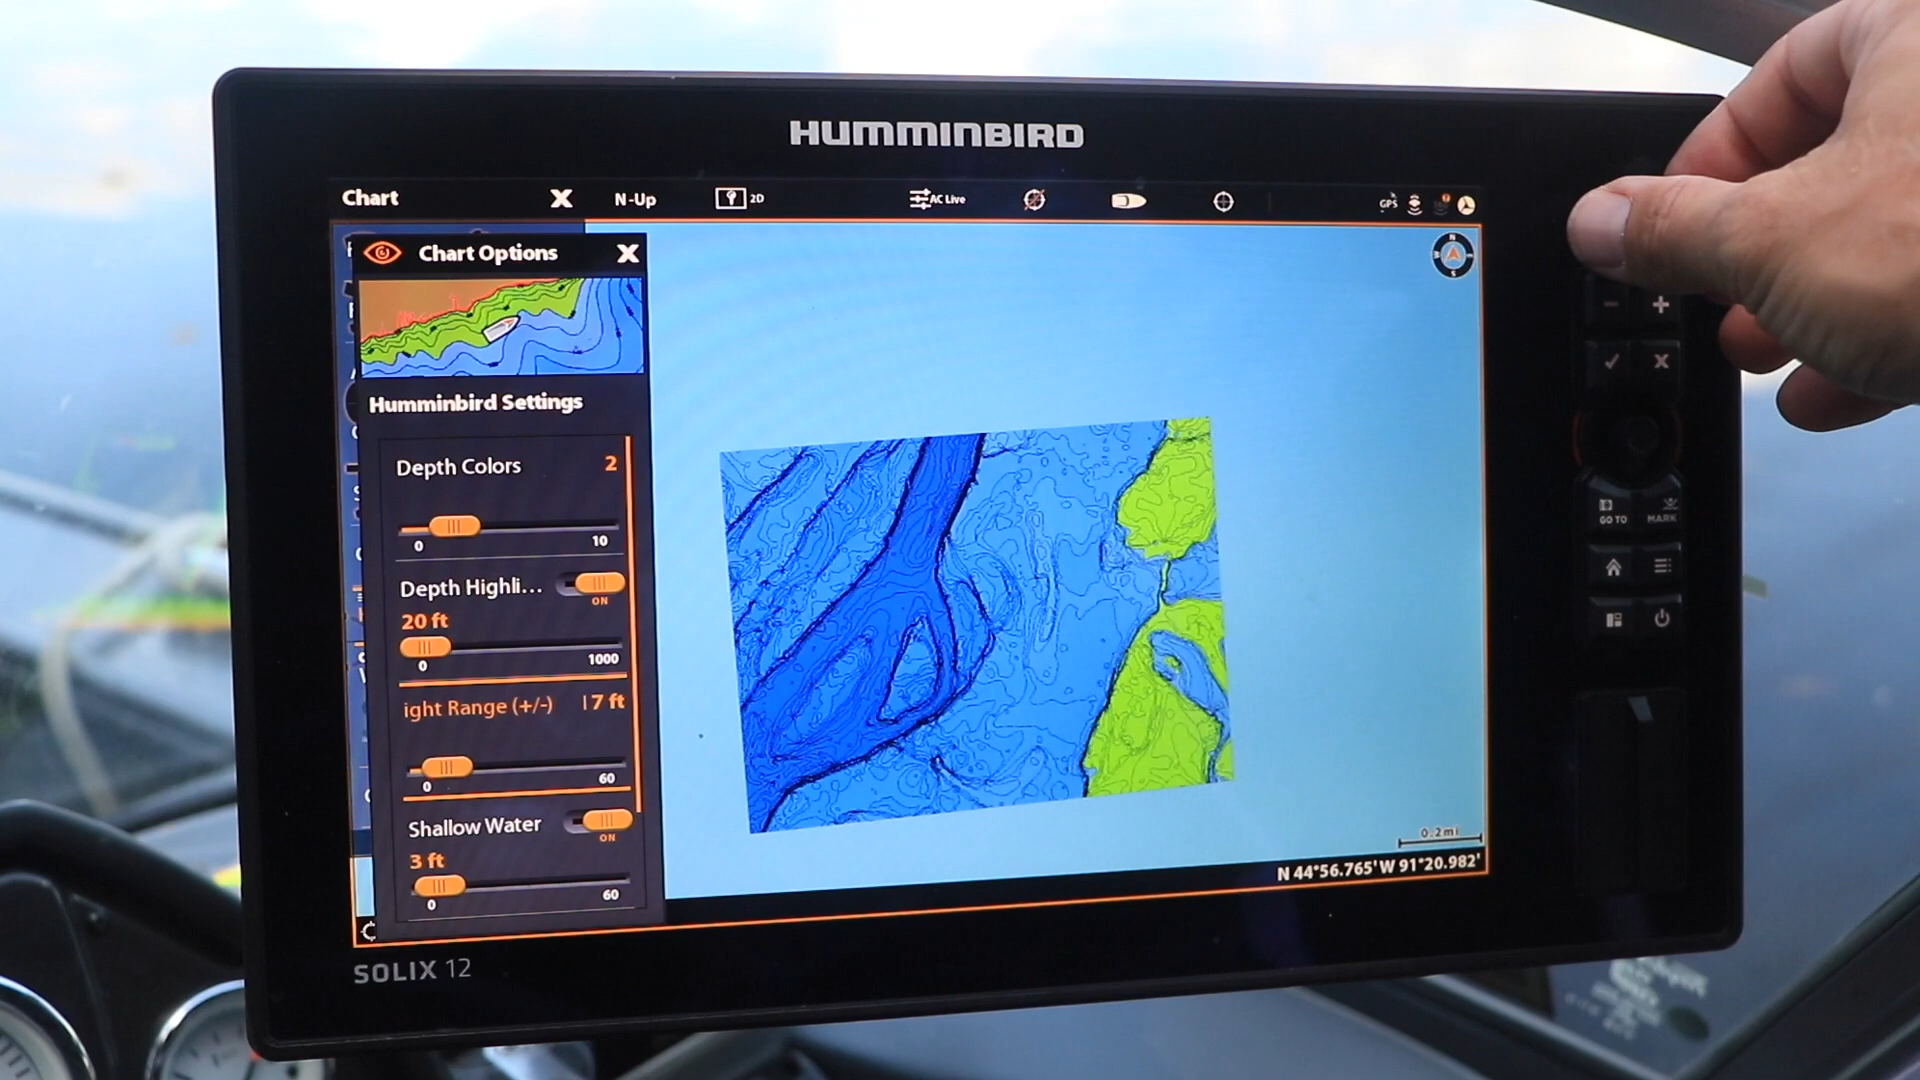 HUMMINBIRD
Chart X N-Up 2D AC Live GPS
Chart Options X
Humminbird Settings
Depth Colors 2
0 10
Depth Highli...
ON
20 ft
0 1000
ight Range (+/-) 17 ft
0 60
Shallow Water
ON
3 ft
0 60
N
S
0.2 mi
N 44°56.765' W 91°20.982'
GO TO MARK
SOLIX 12